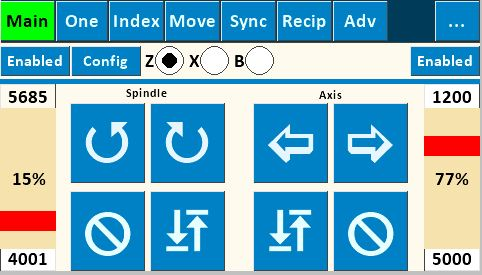 Main One Index Move Sync Recip Adv ...
Enabled Config Z X B Enabled
5685 Spindle Axis 1200
15% 77%
4001 5000